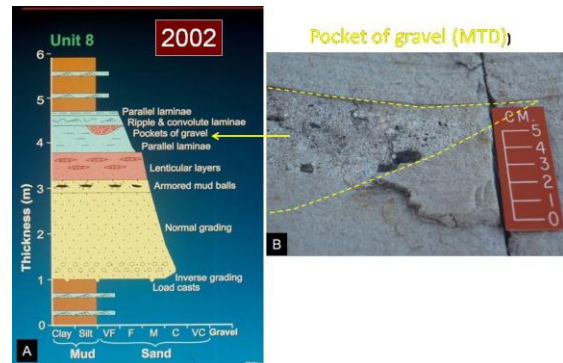 Unit 8
2002
Pocket of gravel (MTD))
6
5
4
3
2
1
0
Thickness (m)
Parallel laminae
Ripple & convolute laminae
Pockets of gravel
Parallel laminae
Lenticular layers
Armored mud balls
Normal grading
Inverse grading
Load casts
Clay Silt VF F M C VC Gravel
Mud Sand
A
CM.
5
4
3
2
1
0
B